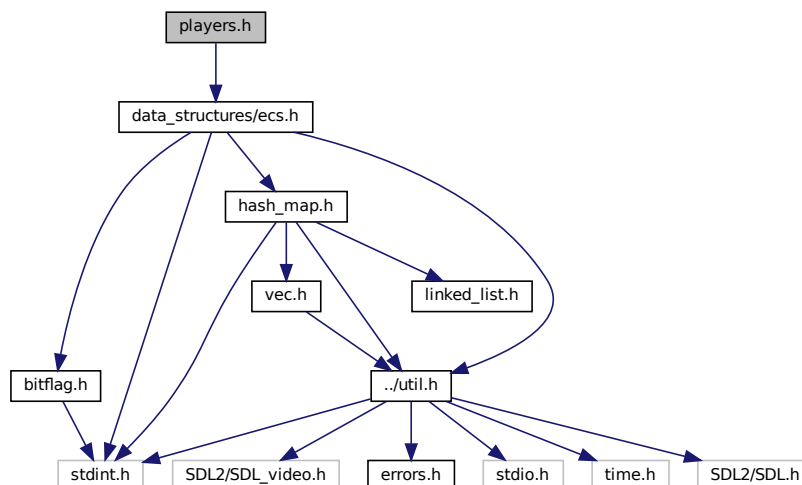 players.h
data_structures/ecs.h
hash_map.h
vec.h
linked_list.h
bitflag.h
../util.h
stdint.h
SDL2/SDL_video.h
errors.h
stdio.h
time.h
SDL2/SDL.h